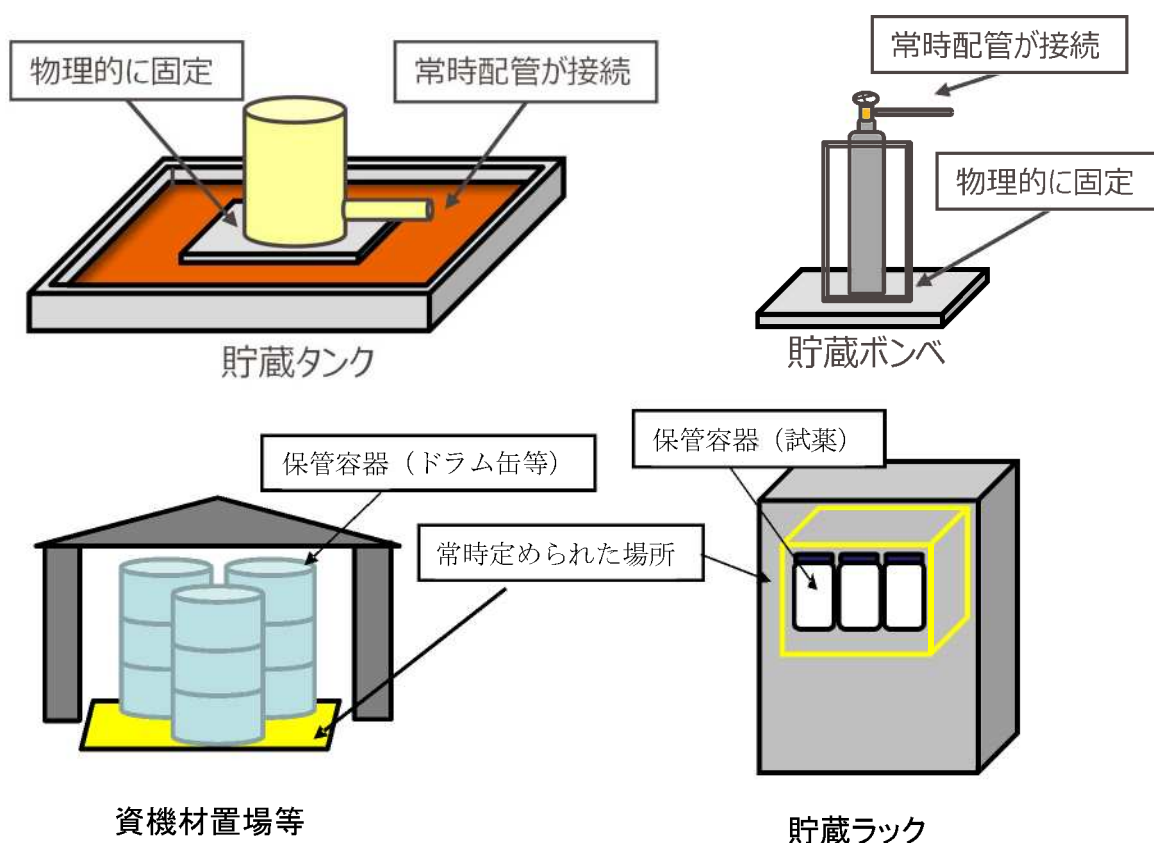 物理的に固定
常時配管が接続
貯蔵タンク
常時配管が接続
物理的に固定
貯蔵ボンベ
保管容器（ドラム缶等）
保管容器（試薬）
常時定められた場所
資機材置場等
貯蔵ラック